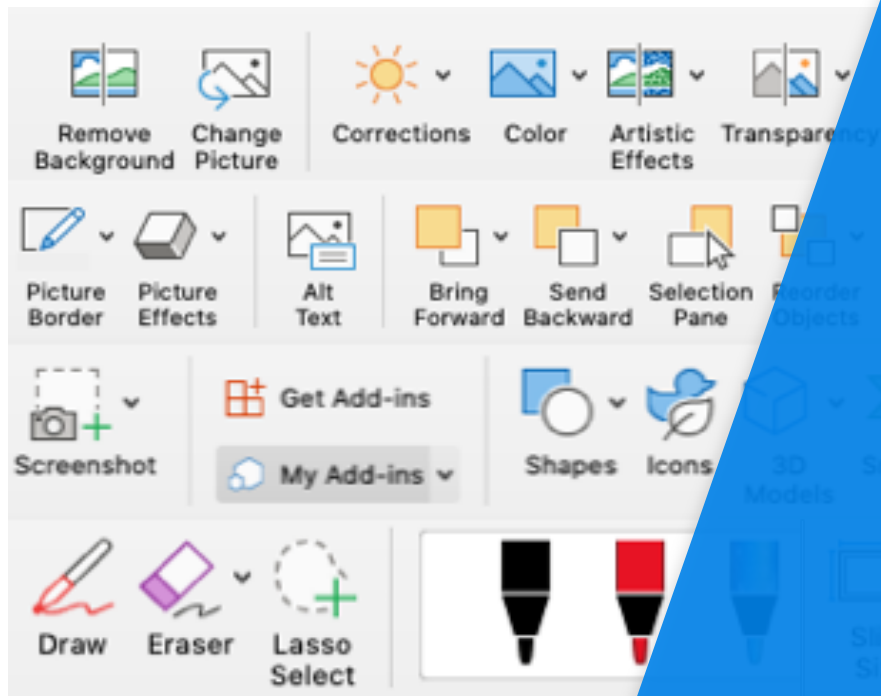 Remove Change Corrections Color Artistic Transparency
Background Picture Effects
Picture Picture Alt Bring Send Selection Reorder
Border Effects Text Forward Backward Pane Objects
Get Add-ins
Screenshot My Add-ins Shapes Icons 3D
Models
Draw Eraser Lasso
Select